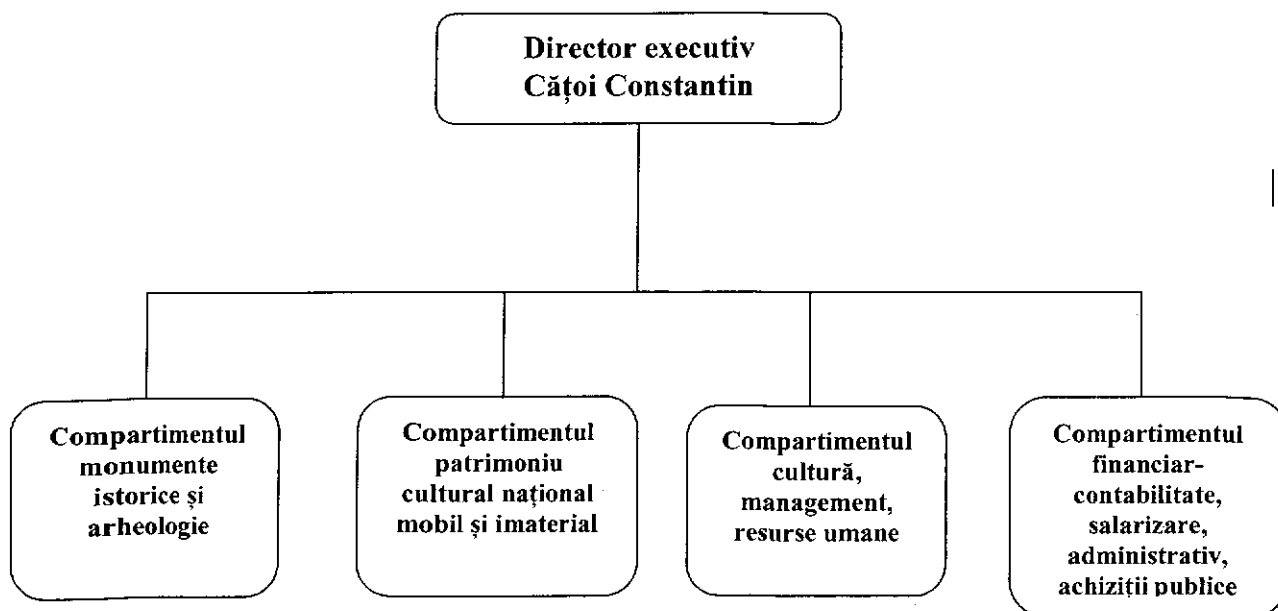 Director executiv
Cățoi Constantin
Compartimentul
monumente
istorice și
arheologie
Compartimentul
patrimoniu
cultural național
mobil și imaterial
Compartimentul
cultură,
management,
resurse umane
Compartimentul
financiar-
contabilitate,
salarizare,
administrativ,
achiziții publice